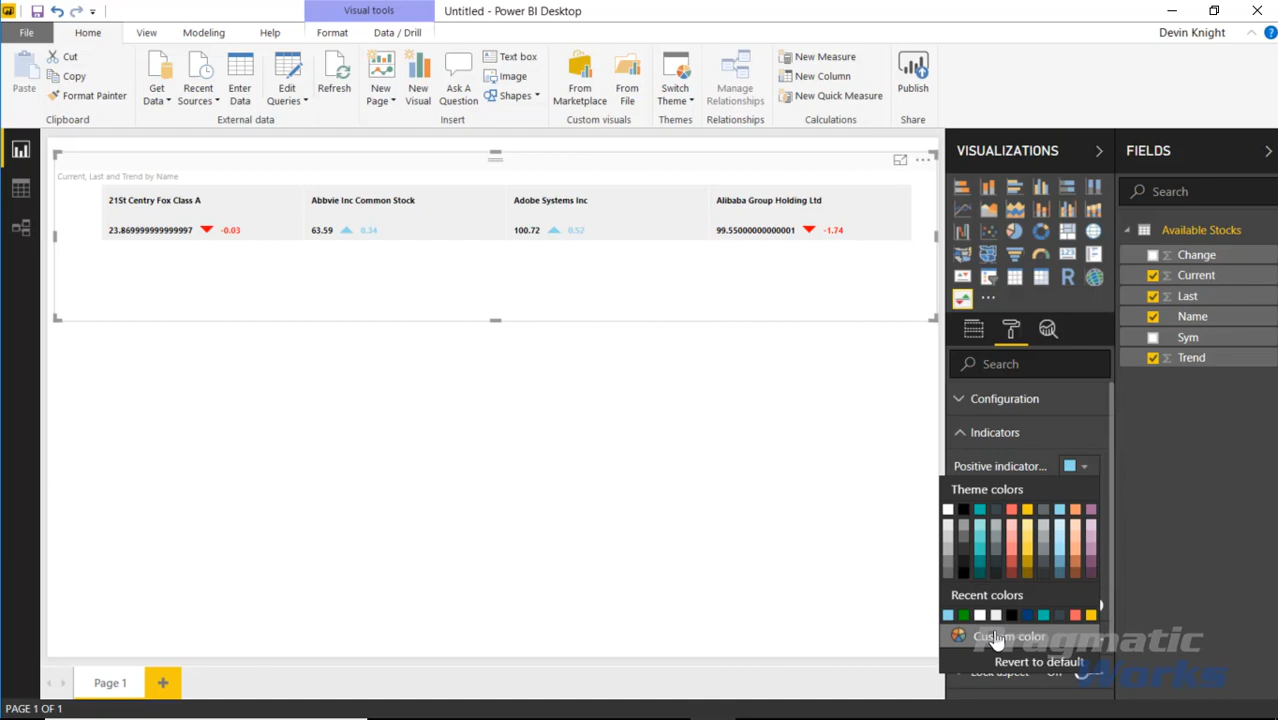 Visual tools
Untitled - Power BI Desktop
File
Home
View
Modeling
Help
Format
Data / Drill
Devin Knight
Paste
Cut
Copy
Format Painter
Clipboard
Get Data
Recent Sources
Enter Data
Edit Queries
Refresh
External data
New Page
New Visual
Ask A Question
Text box
Image
Shapes
Insert
From Marketplace
From File
Custom visuals
Switch Theme
Themes
Manage Relationships
Relationships
New Measure
New Column
New Quick Measure
Calculations
Publish
Share
Current, Last and Trend by Name
21St Centry Fox Class A
23.869999999999997 -0.03
Abbvie Inc Common Stock
63.59 0.34
Adobe Systems Inc
100.72 0.52
Alibaba Group Holding Ltd
99.55000000000001 -1.74
VISUALIZATIONS
R
Search
Configuration
Indicators
Positive indicator...
Theme colors
Recent colors
Custom color
Revert to default
Lock aspect Off
FIELDS
Search
Available Stocks
Change
Current
Last
Name
Sym
Trend
Pragmatic
Works
Page 1
PAGE 1 OF 1